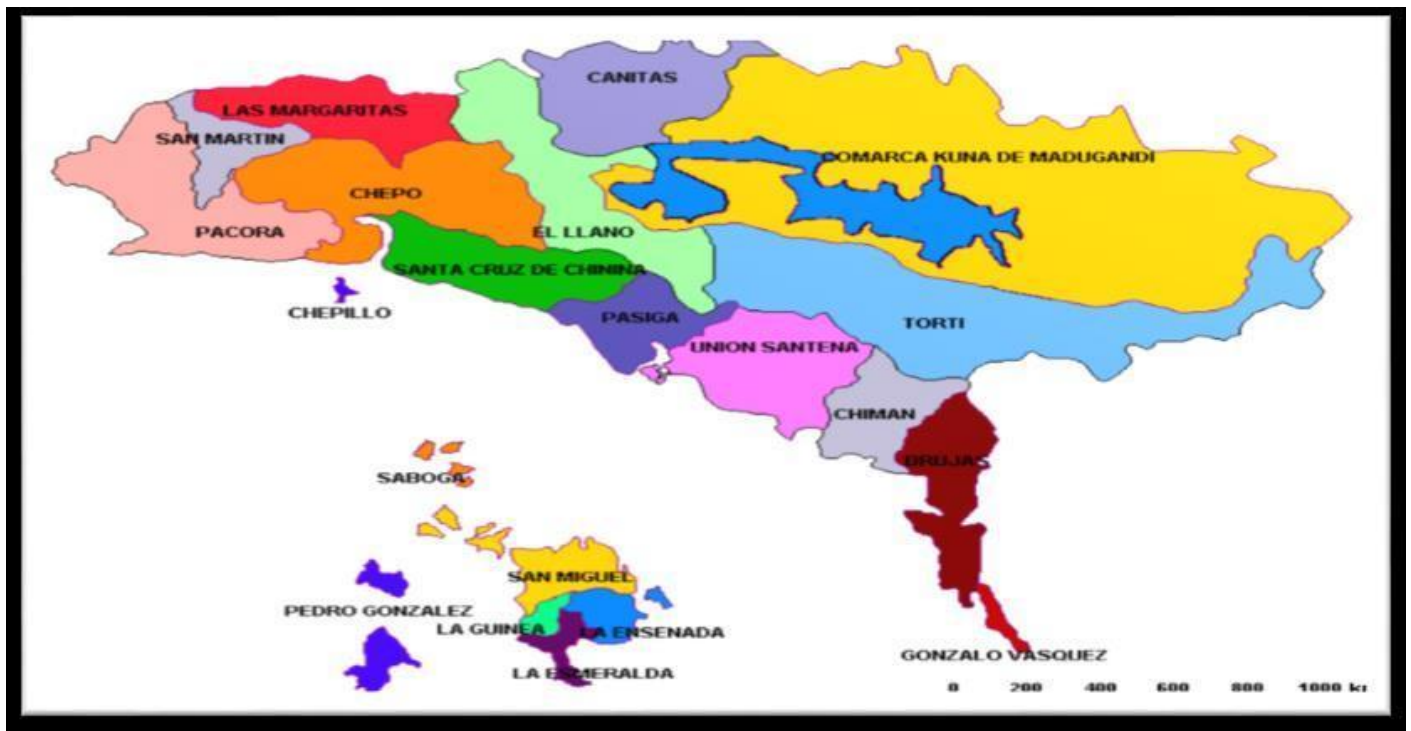 CANITAS
LAS MARGARITAS
SAN MARTIN
COMARCA KUNA DE MADUGANDI
CHEPO
PACORA
EL LLANO
SANTA CRUZ DE CHININA
CHEPILLO
PASIGA
TORTI
UNION SANTENA
CHIMAN
BRUJAS
SABOGA
SAN MIGUEL
PEDRO GONZALEZ
LA GUINEA
LA ENSENADA
GONZALO VASQUEZ
LA ESMERALDA
0 200 400 600 800 1000 kr